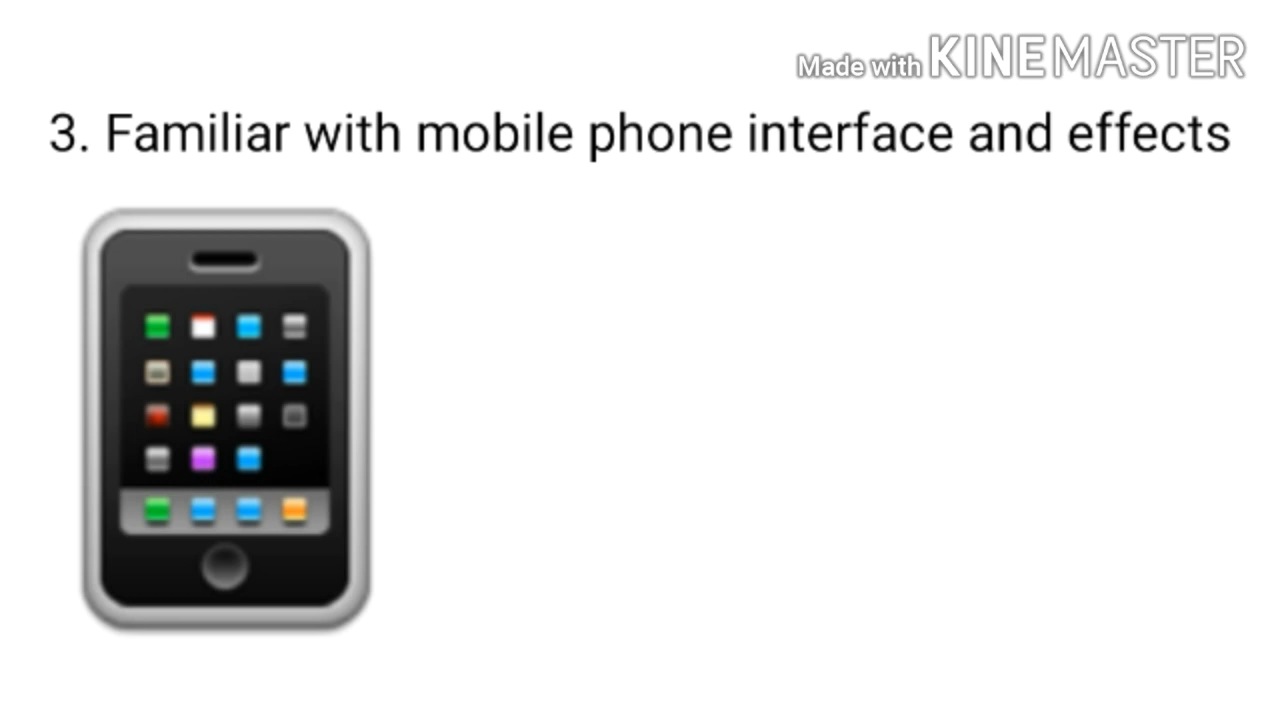 Made with KINEMASTER
3. Familiar with mobile phone interface and effects